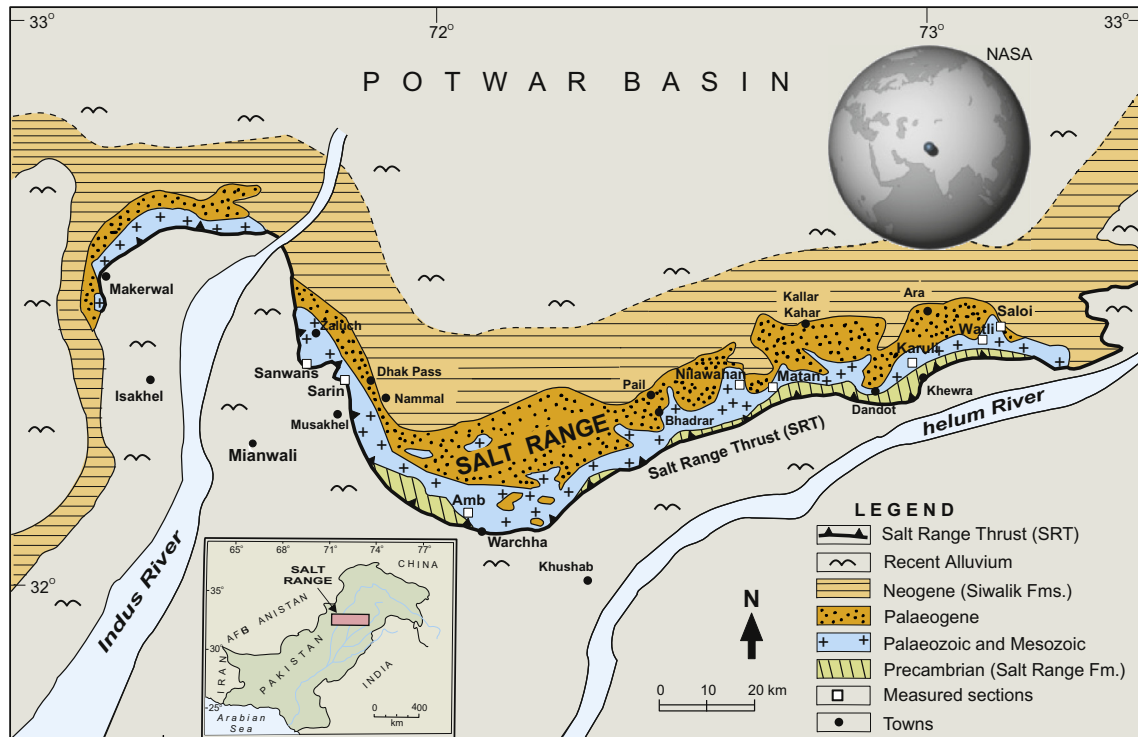 33°
72°
73°
33°
NASA
POTWAR BASIN
Makerwal
Kallar
Kahar
Ara
Saloi
Zaluch
Watli
Karuli
Sanwans
Dhak Pass
Nilawahan
Matan
Sarin
Pail
Isakhel
Nammal
Khewra
Dandot
Musakhel
Bhadrar
SALT RANGE
helum River
Mianwali
Salt Range Thrust (SRT)
Amb
Warchha
Khushab
32°
Indus River
65°
68°
71°
74°
77°
SALT
RANGE
CHINA
35°
AFB ANISTAN
30°
PAKISTAN
INDIA
IRAN
25°
0 400
km
Arabian
Sea
N
0 10 20 km
LEGEND
Salt Range Thrust (SRT)
Recent Alluvium
Neogene (Siwalik Fms.)
Palaeogene
Palaeozoic and Mesozoic
Precambrian (Salt Range Fm.)
Measured sections
Towns